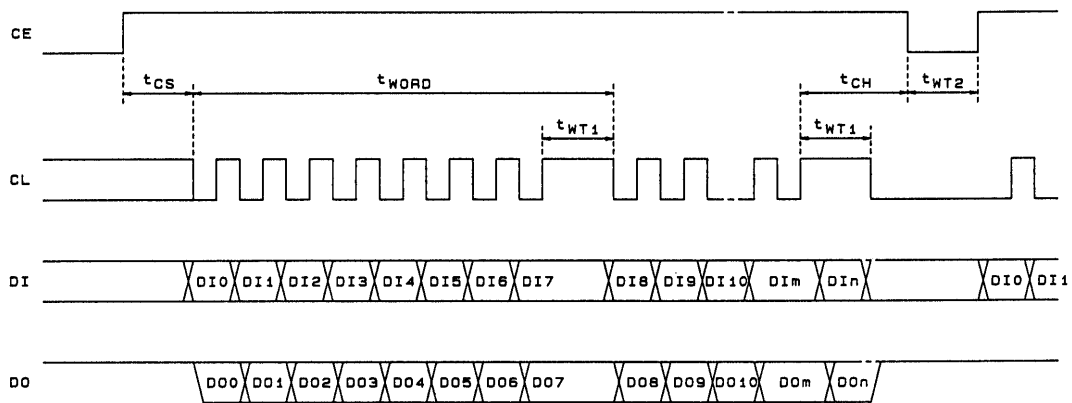 CE
tCS
tWORD
tCH
tWT2
tWT1
tWT1
CL
DI
DI0 DI1 DI2 DI3 DI4 DI5 DI6 DI7 DI8 DI9 DI10 DIm DIn DI0 DI1
DO
DO0 DO1 DO2 DO3 DO4 DO5 DO6 DO7 DO8 DO9 DO10 DOm DOn